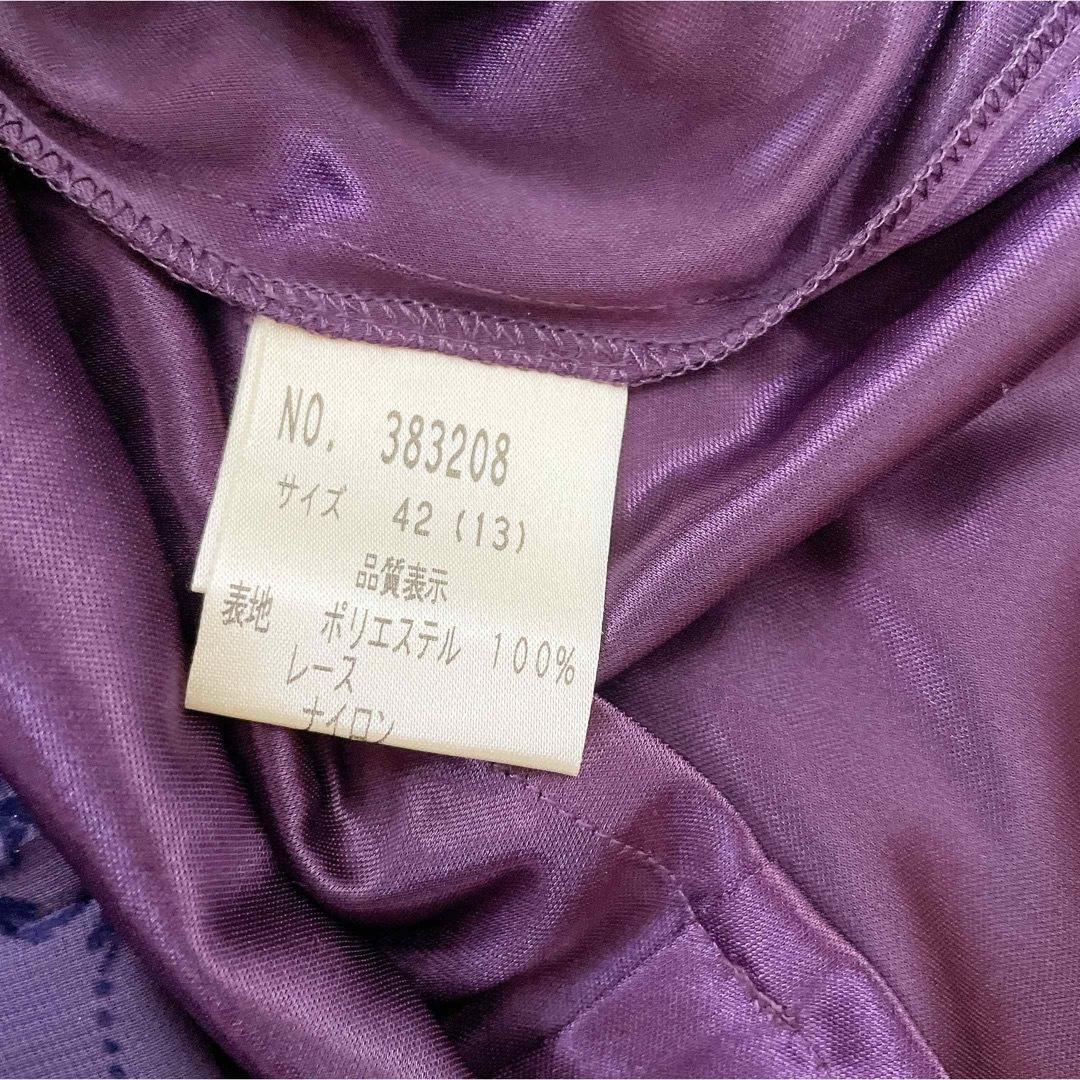 NO. 383208
サイズ 42(13)
品質表示
表地 ポリエステル 100%
レース
ナイロン